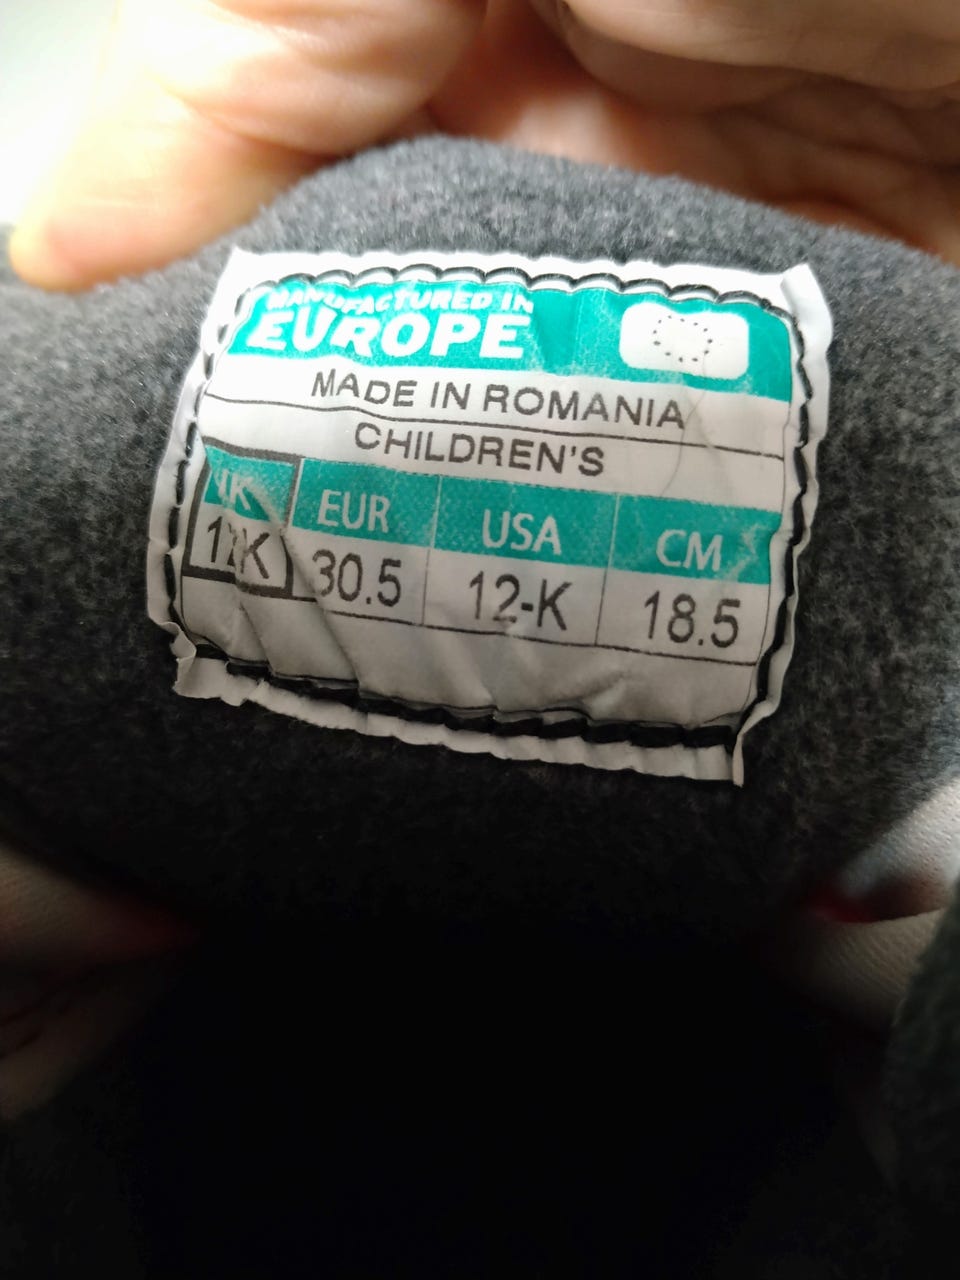 MANUFACTURED IN
EUROPE
MADE IN ROMANIA
CHILDREN'S
EUR USA CM
30.5 12-K 18.5